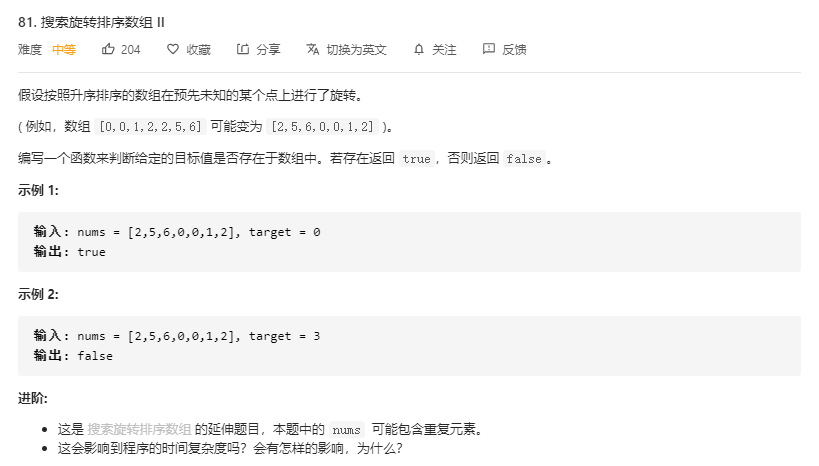 81. 搜索旋转排序数组 II
难度 中等 204 收藏 分享 切换为英文 关注 反馈
假设按照升序排序的数组在预先未知的某个点上进行了旋转。
( 例如，数组 [0,0,1,2,2,5,6] 可能变为 [2,5,6,0,0,1,2] )。
编写一个函数来判断给定的目标值是否存在于数组中。若存在返回 true，否则返回 false。
示例 1:
输入: nums = [2,5,6,0,0,1,2], target = 0
输出: true
示例 2:
输入: nums = [2,5,6,0,0,1,2], target = 3
输出: false
进阶:
• 这是 搜索旋转排序数组 的延伸题目，本题中的 nums 可能包含重复元素。
• 这会影响到程序的时间复杂度吗？会有怎样的影响，为什么？